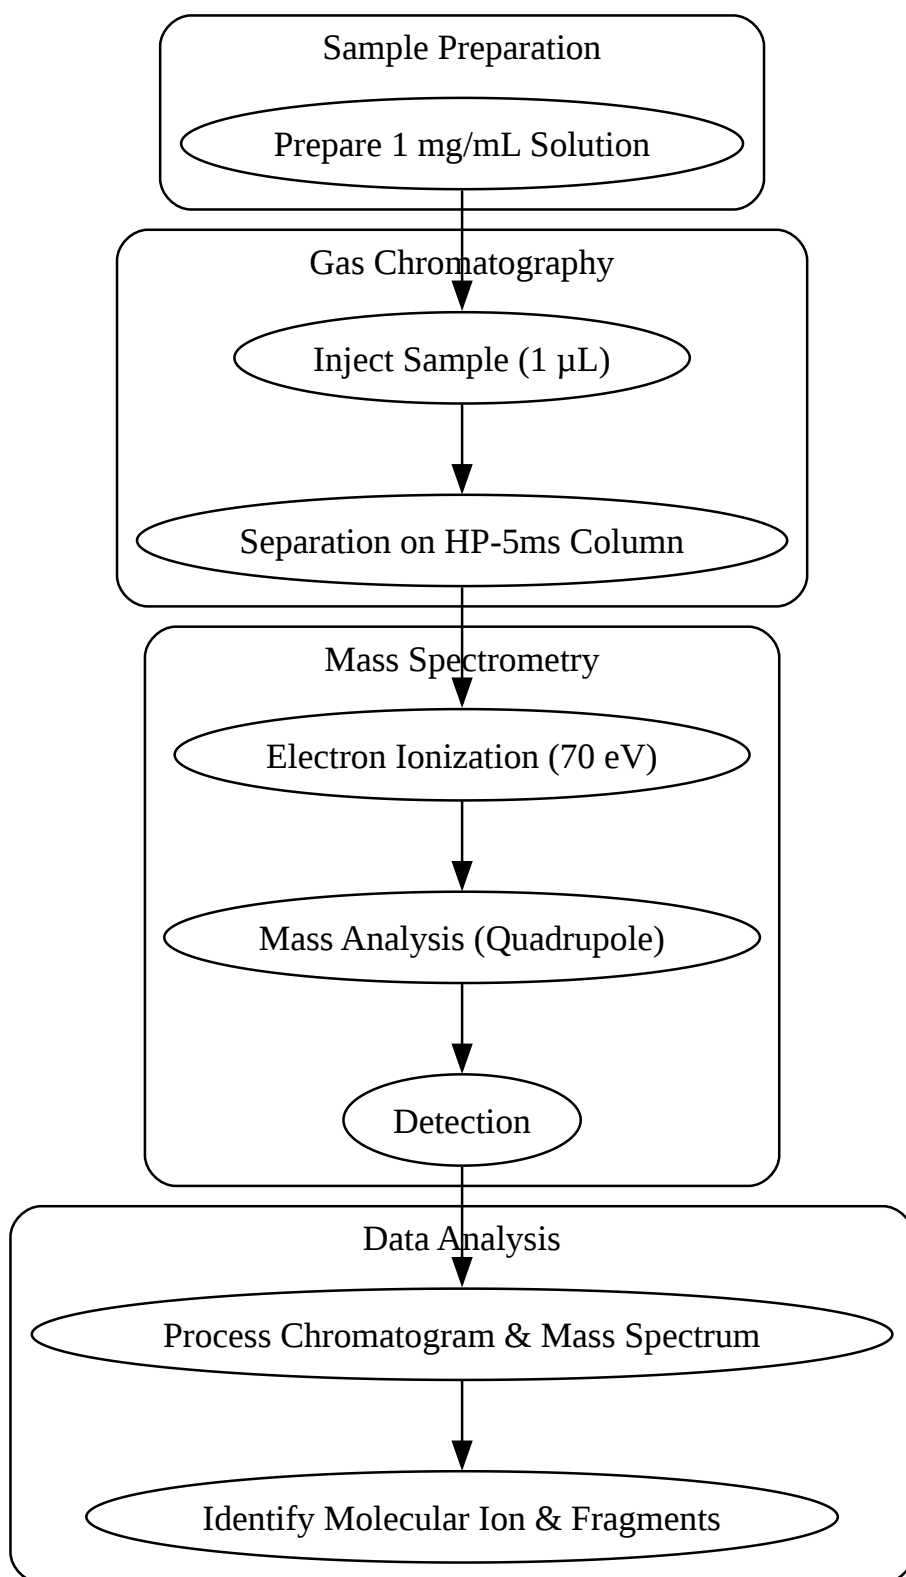 Sample Preparation
Prepare 1 mg/mL Solution
Gas Chromatography
Inject Sample (1 µL)
Separation on HP-5ms Column
Mass Spectrometry
Electron Ionization (70 eV)
Mass Analysis (Quadrupole)
Detection
Data Analysis
Process Chromatogram & Mass Spectrum
Identify Molecular Ion & Fragments